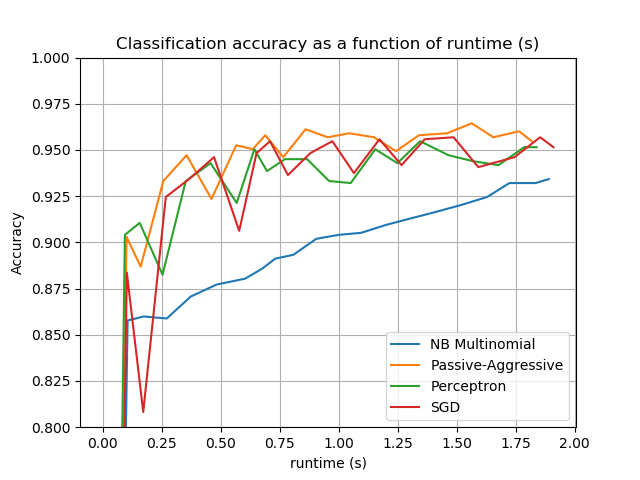 Classification accuracy as a function of runtime (s)
1.000
0.975
0.950
0.925
0.900
0.875
0.850
0.825
0.800
Accuracy
NB Multinomial
Passive-Aggressive
Perceptron
SGD
0.00 0.25 0.50 0.75 1.00 1.25 1.50 1.75 2.00
runtime (s)